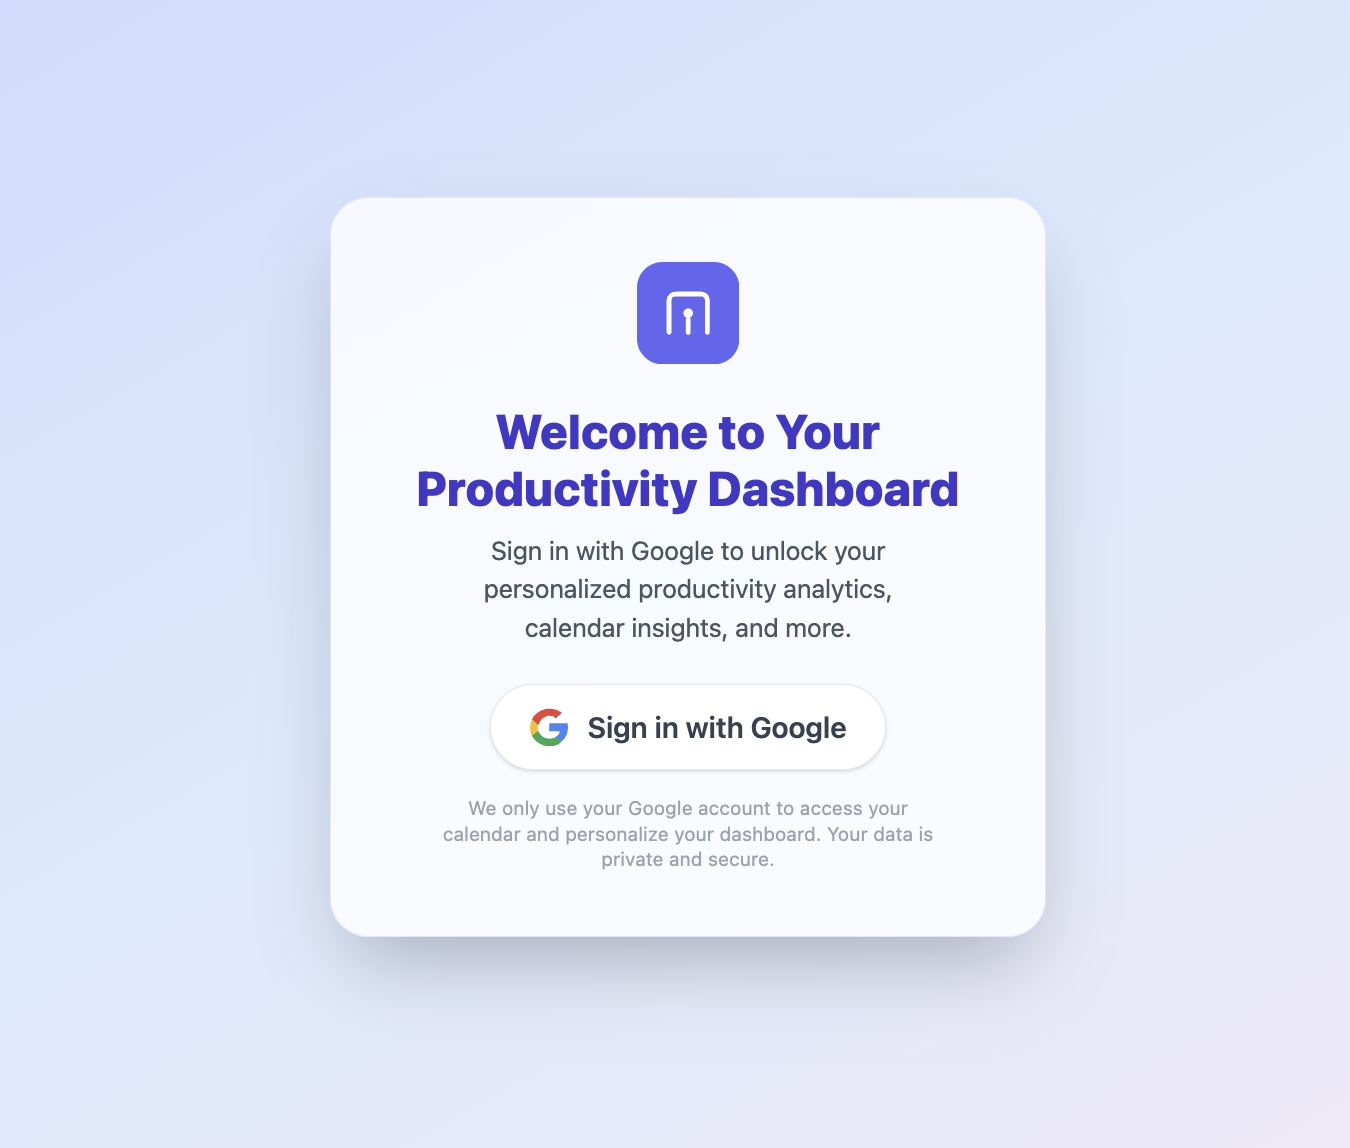 Welcome to Your
Productivity Dashboard
Sign in with Google to unlock your
personalized productivity analytics,
calendar insights, and more.
Sign in with Google
We only use your Google account to access your
calendar and personalize your dashboard. Your data is
private and secure.